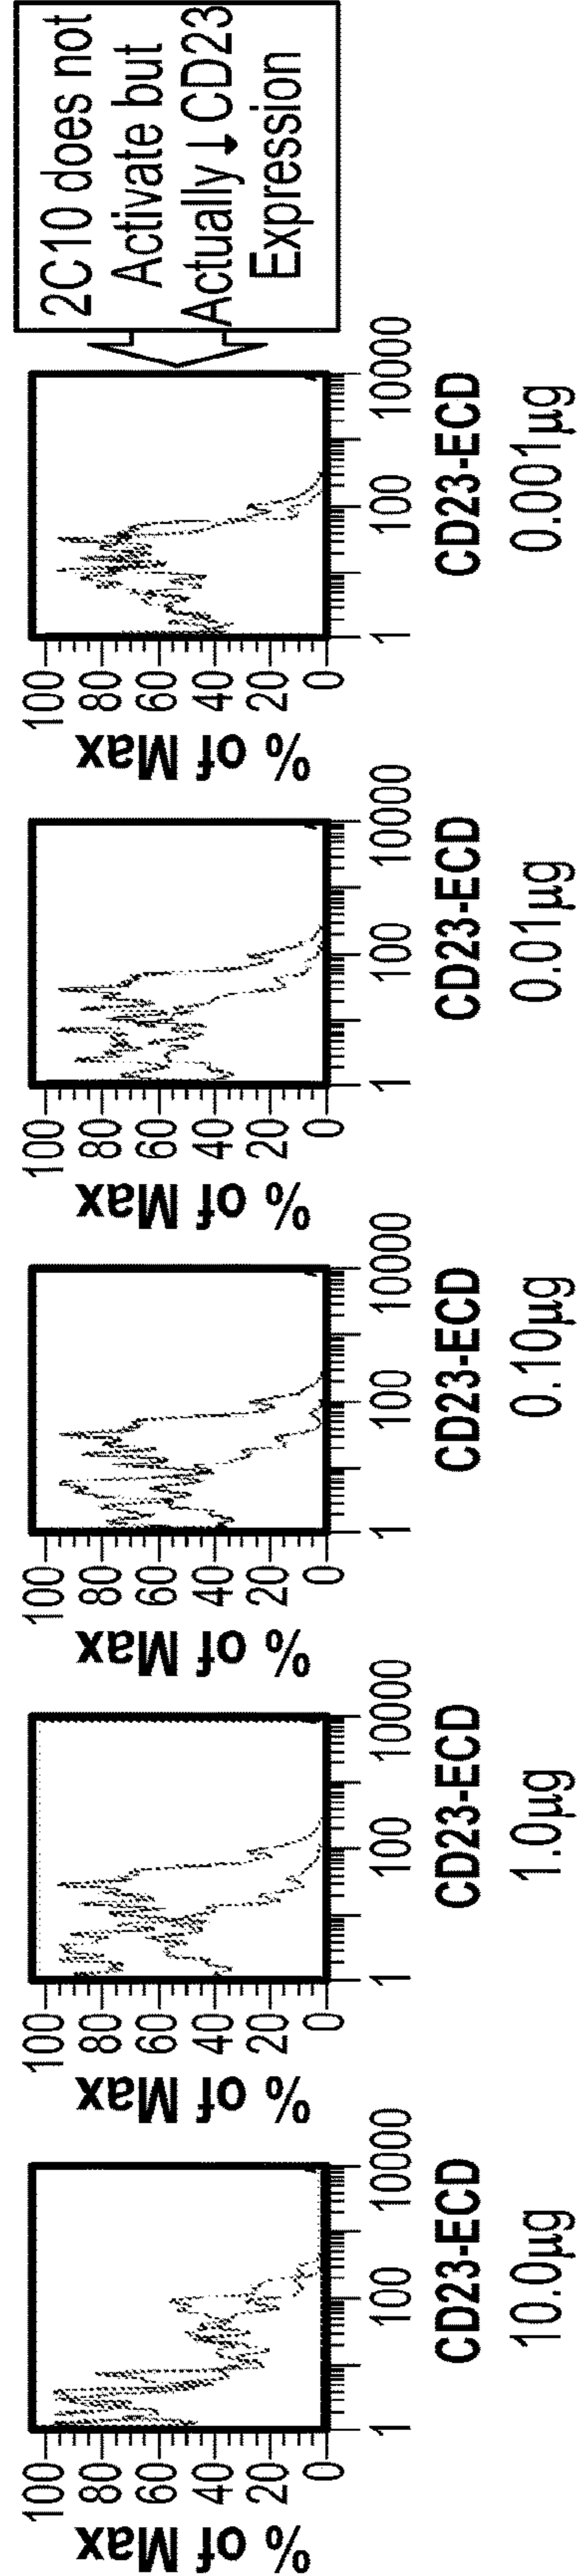 % of Max
100
80
60
40
20
0
1
100
10000
CD23-ECD
10.0µg
% of Max
100
80
60
40
20
0
1
100
10000
CD23-ECD
1.0µg
% of Max
100
80
60
40
20
0
1
100
10000
CD23-ECD
0.10µg
% of Max
100
80
60
40
20
0
1
100
10000
CD23-ECD
0.01µg
% of Max
100
80
60
40
20
0
1
100
10000
CD23-ECD
0.001µg
2C10 does not
Activate but
Actually ↓ CD23
Expression